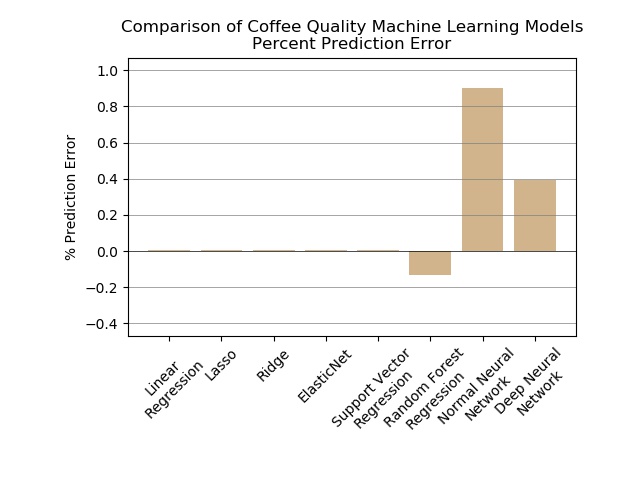 Comparison of Coffee Quality Machine Learning Models
Percent Prediction Error
% Prediction Error
1.0
0.8
0.6
0.4
0.2
0.0
−0.2
−0.4
Linear
Regression
Lasso
Ridge
ElasticNet
Support Vector
Regression
Random Forest
Regression
Normal Neural
Network
Deep Neural
Network